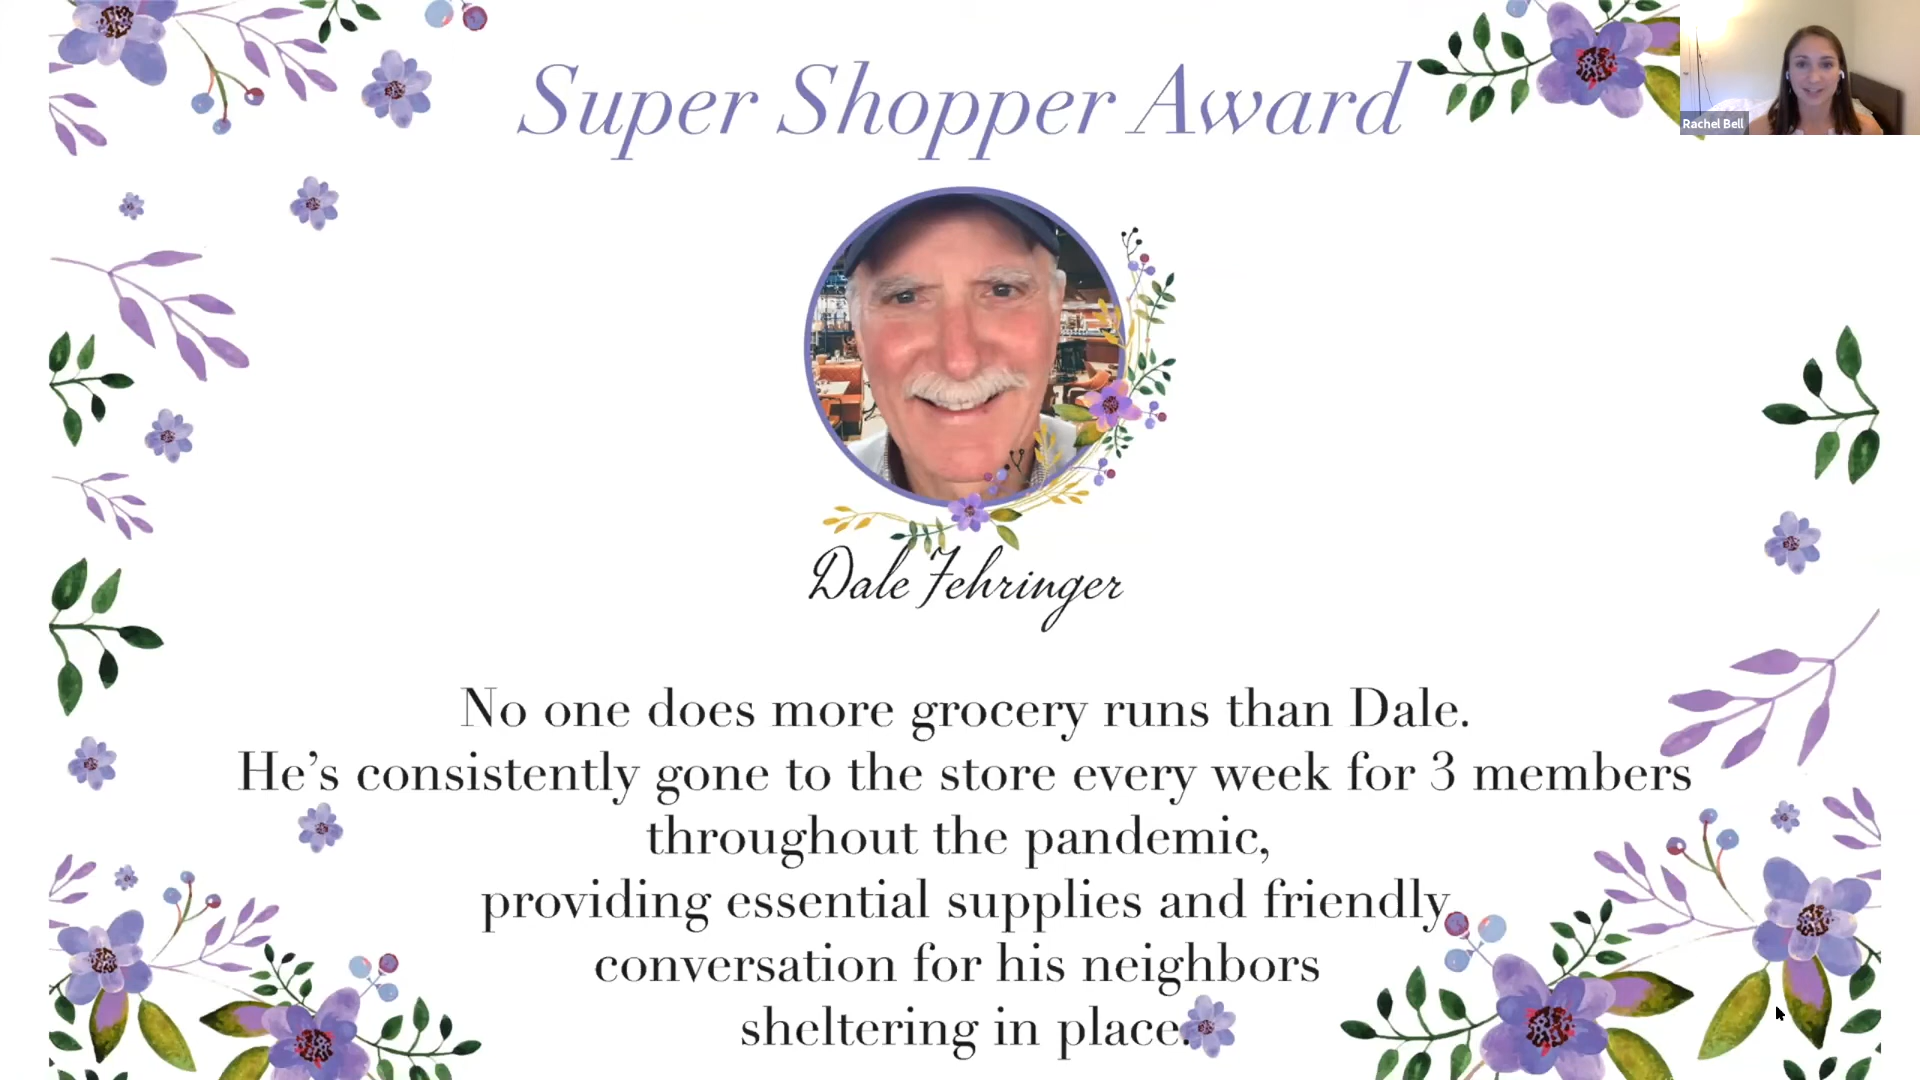 Super Shopper Award
Rachel Bell
Dale Fehringer
No one does more grocery runs than Dale.
He's consistently gone to the store every week for 3 members
throughout the pandemic,
providing essential supplies and friendly
conversation for his neighbors
sheltering in place.